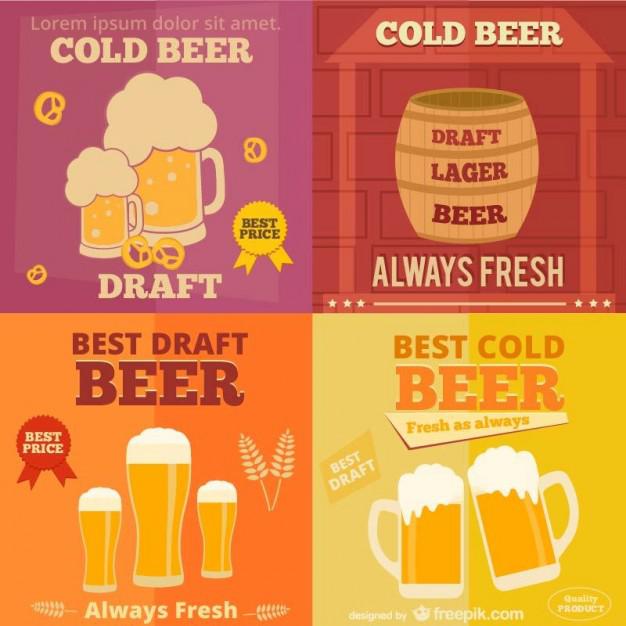 Lorem ipsum dolor sit amet.
COLD BEER
BEST
PRICE
DRAFT
COLD BEER
DRAFT
LAGER
BEER
ALWAYS FRESH
BEST DRAFT
BEER
BEST
PRICE
Always Fresh
BEST COLD
BEER
Fresh as always
BEST
DRAFT
designed by freepik.com
Quality
PRODUCT